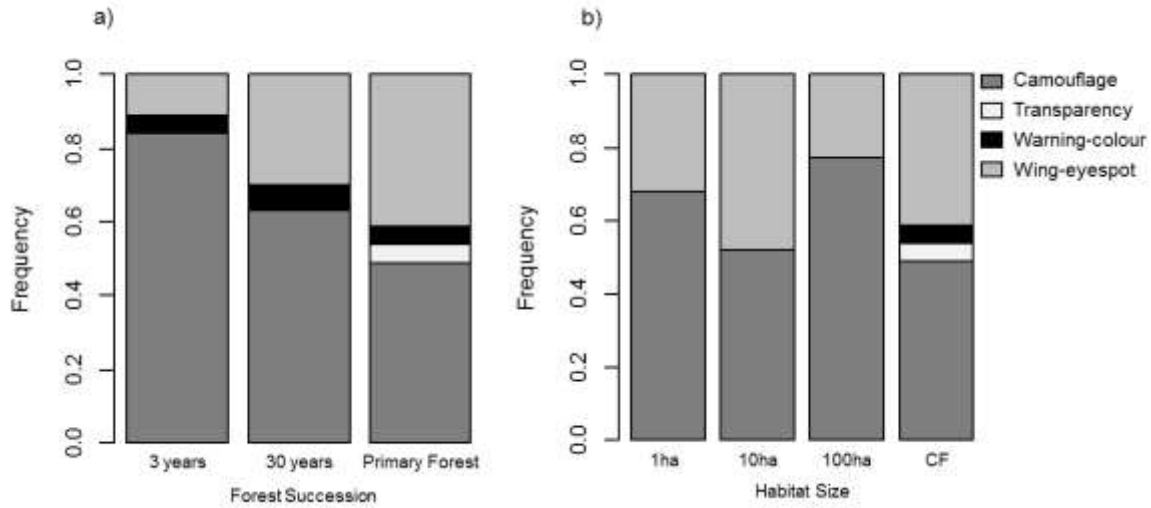 a)
Frequency
1.0
0.8
0.6
0.4
0.2
0.0
3 years 30 years Primary Forest
Forest Succession
b)
Frequency
1.0
0.8
0.6
0.4
0.2
0.0
1ha 10ha 100ha CF
Habitat Size
Camouflage
Transparency
Warning-colour
Wing-eyespot